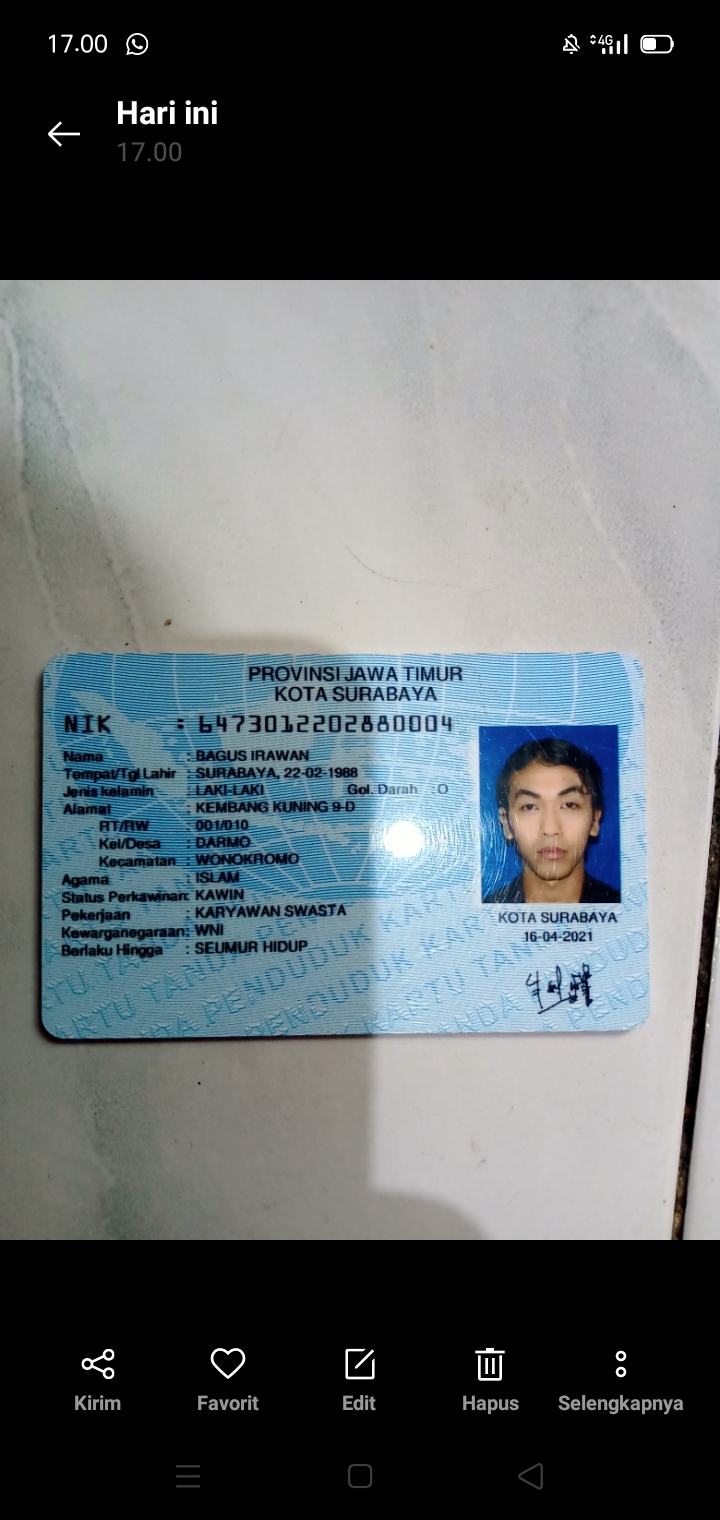 17.00
4G
Hari ini
17.00
PROVINSI JAWA TIMUR
KOTA SURABAYA
NIK : 6473012202880004
Nama : BAGUS IRAWAN
Tempat/Tgl Lahir : SURABAYA, 22-02-1988
Jenis kelamin : LAKI-LAKI Gol. Darah : O
Alamat : KEMBANG KUNING 9-D
RT/RW : 001/010
Kel/Desa : DARMO
Kecamatan : WONOKROMO
Agama : ISLAM
Status Perkawinan: KAWIN
Pekerjaan : KARYAWAN SWASTA
Kewarganegaraan: WNI
Berlaku Hingga : SEUMUR HIDUP
KOTA SURABAYA
16-04-2021
Kirim Favorit Edit Hapus Selengkapnya